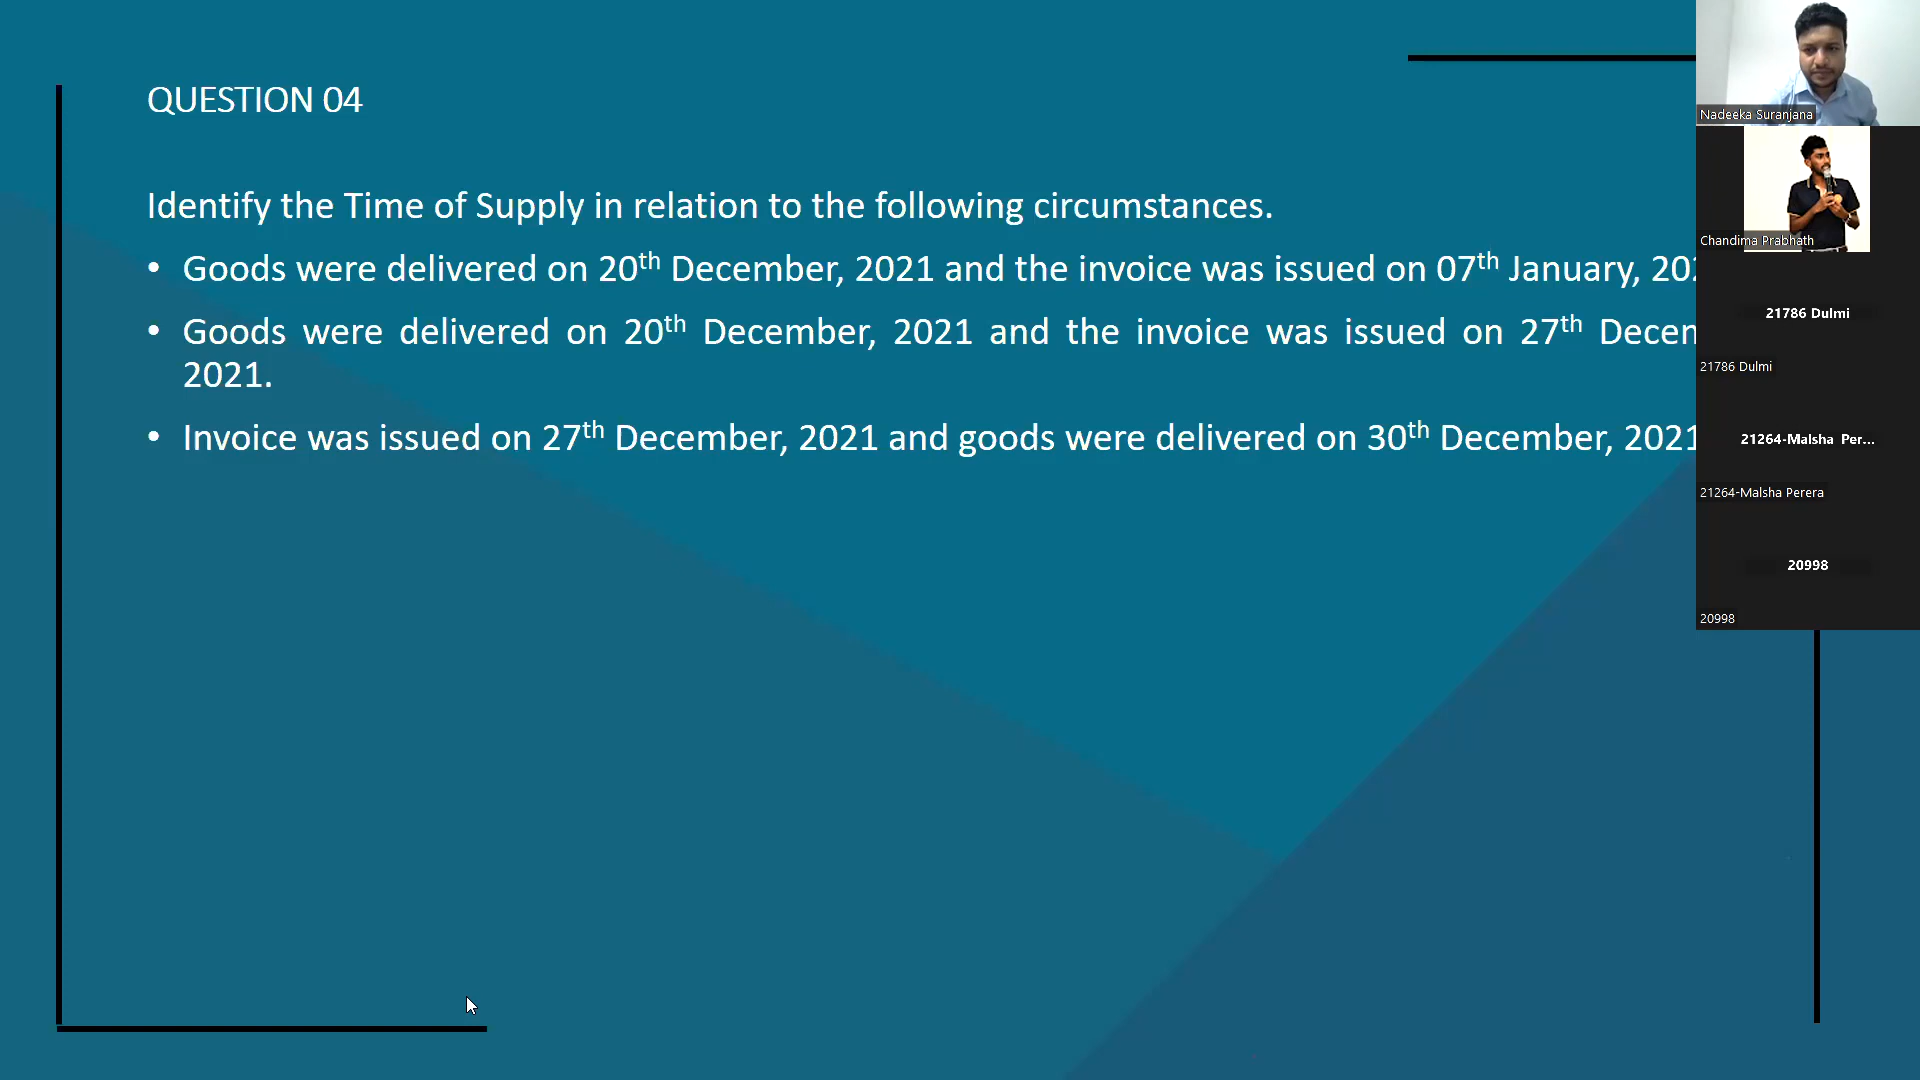 QUESTION 04
Identify the Time of Supply in relation to the following circumstances.
• Goods were delivered on 20th December, 2021 and the invoice was issued on 07th January,
• Goods were delivered on 20th December, 2021 and the invoice was issued on 27th
2021.
• Invoice was issued on 27th December, 2021 and goods were delivered on 30th December, 2021
Nadeeka Suranjana
Chandima Prabhath
21786 Dulmi
21786 Dulmi
21264-Malsha Per...
21264-Malsha Perera
20998
20998